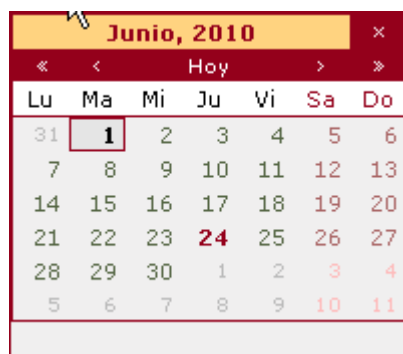 Junio, 2010 ×
« ‹ Hoy › »
Lu Ma Mi Ju Vi Sa Do
31 1 2 3 4 5 6
7 8 9 10 11 12 13
14 15 16 17 18 19 20
21 22 23 24 25 26 27
28 29 30 1 2 3 4
5 6 7 8 9 10 11